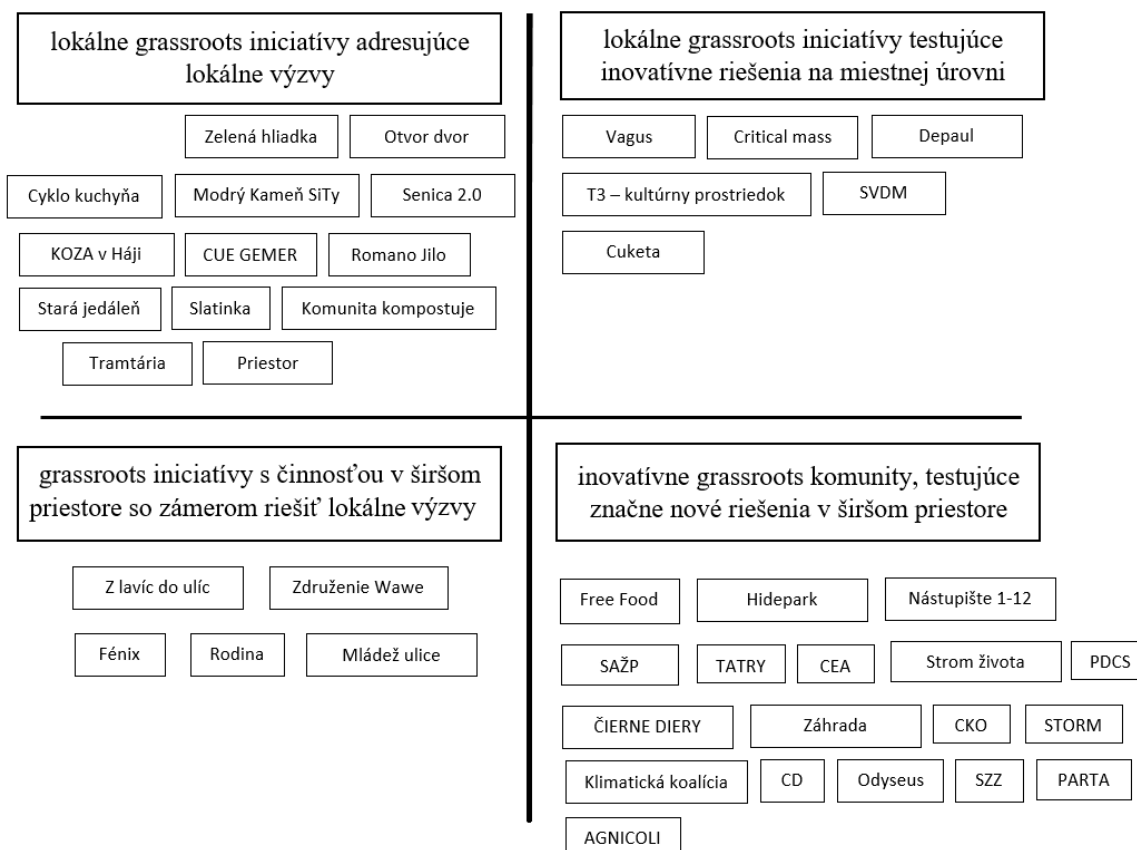 lokálne grassroots iniciatívy adresujúce
lokálne výzvy
Zelená hliadka
Otvor dvor
Cyklo kuchyňa
Modrý Kameň SiTy
Senica 2.0
KOZA v Háji
CUE GEMER
Romano Jilo
Stará jedáleň
Slatinka
Komunita kompostuje
Tramtária
Priestor
lokálne grassroots iniciatívy testujúce
inovatívne riešenia na miestnej úrovni
Vagus
Critical mass
Depaul
T3 – kultúrny prostriedok
SVDM
Cuketa
grassroots iniciatívy s činnosťou v širšom
priestore so zámerom riešiť lokálne výzvy
Z lavíc do ulíc
Združenie Wawe
Fénix
Rodina
Mládež ulice
inovatívne grassroots komunity, testujúce
značne nové riešenia v širšom priestore
Free Food
Hidepark
Nástupište 1-12
SAŽP
TATRY
CEA
Strom života
PDCS
ČIERNE DIERY
Záhrada
CKO
STORM
Klimatická koalícia
CD
Odyseus
SZZ
PARTA
AGNICOLI